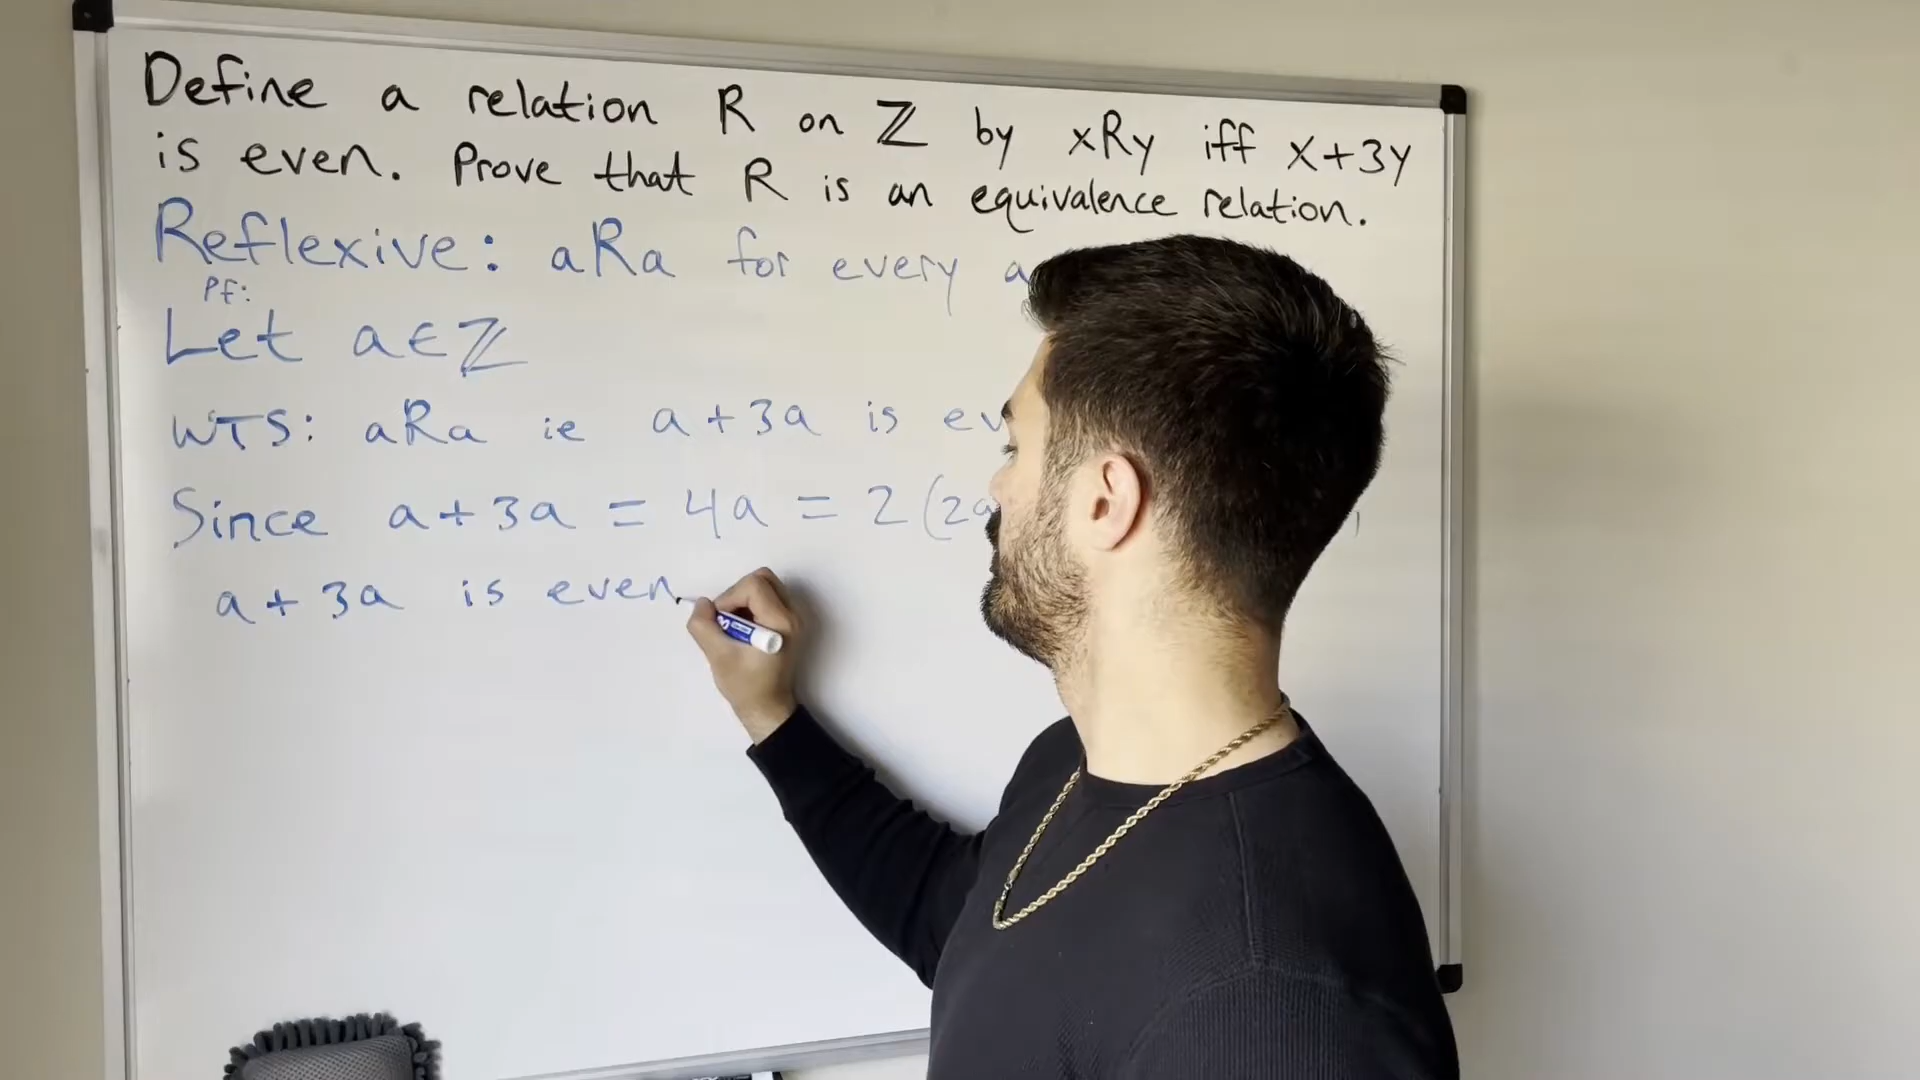 Define a relation R on ℤ by xRy iff x+3y
is even. Prove that R is an equivalence relation.
Reflexive: aRa for every a
Pf:
Let a∈ℤ
WTS: aRa ie a+3a is ev
Since a+3a = 4a = 2(2a
a+3a is even